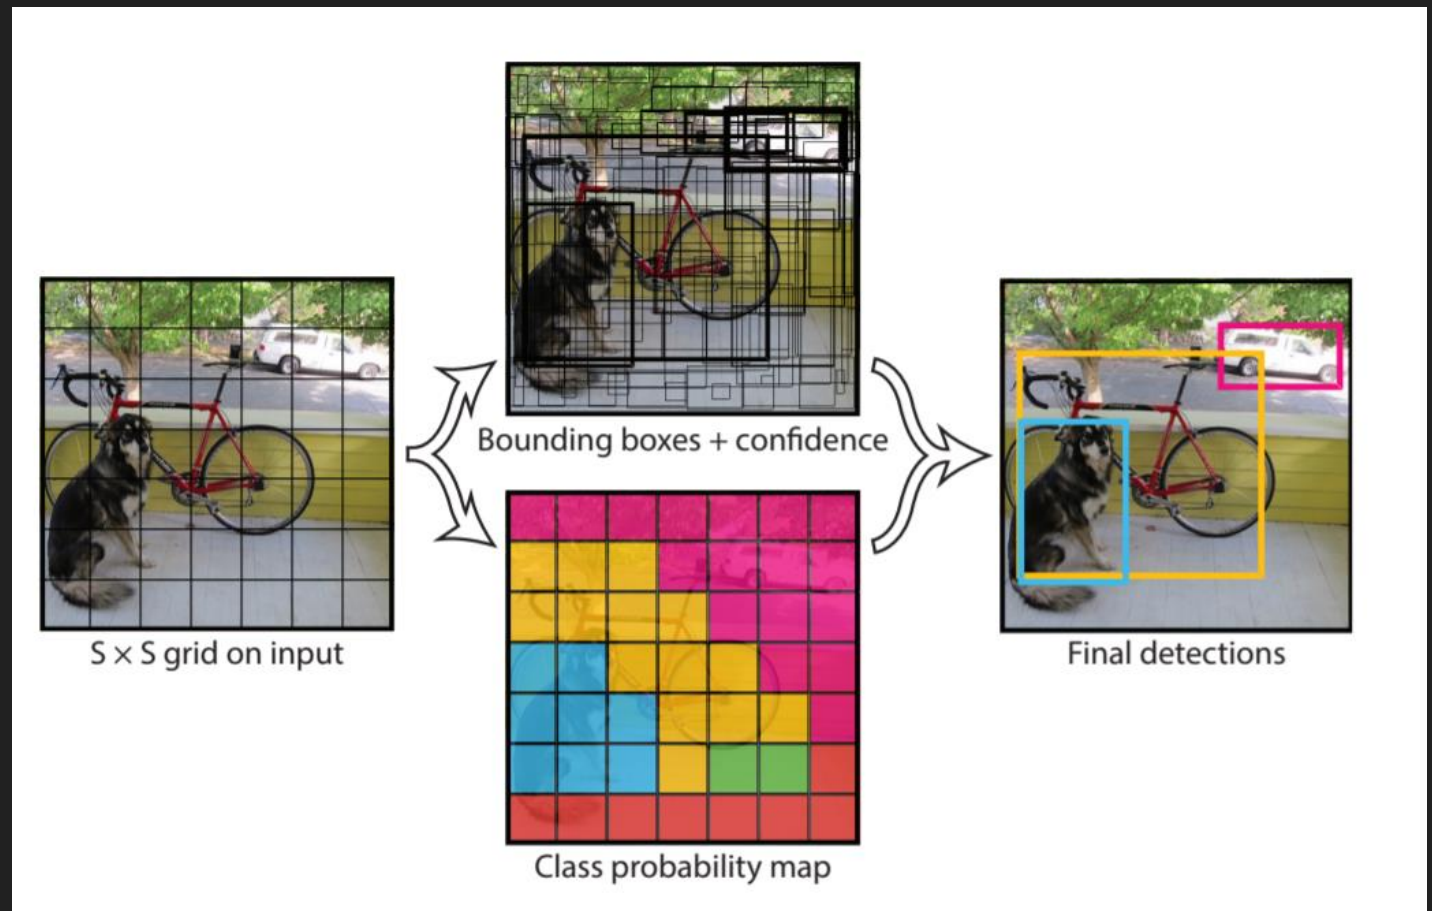 S × S grid on input
Bounding boxes + confidence
Class probability map
Final detections